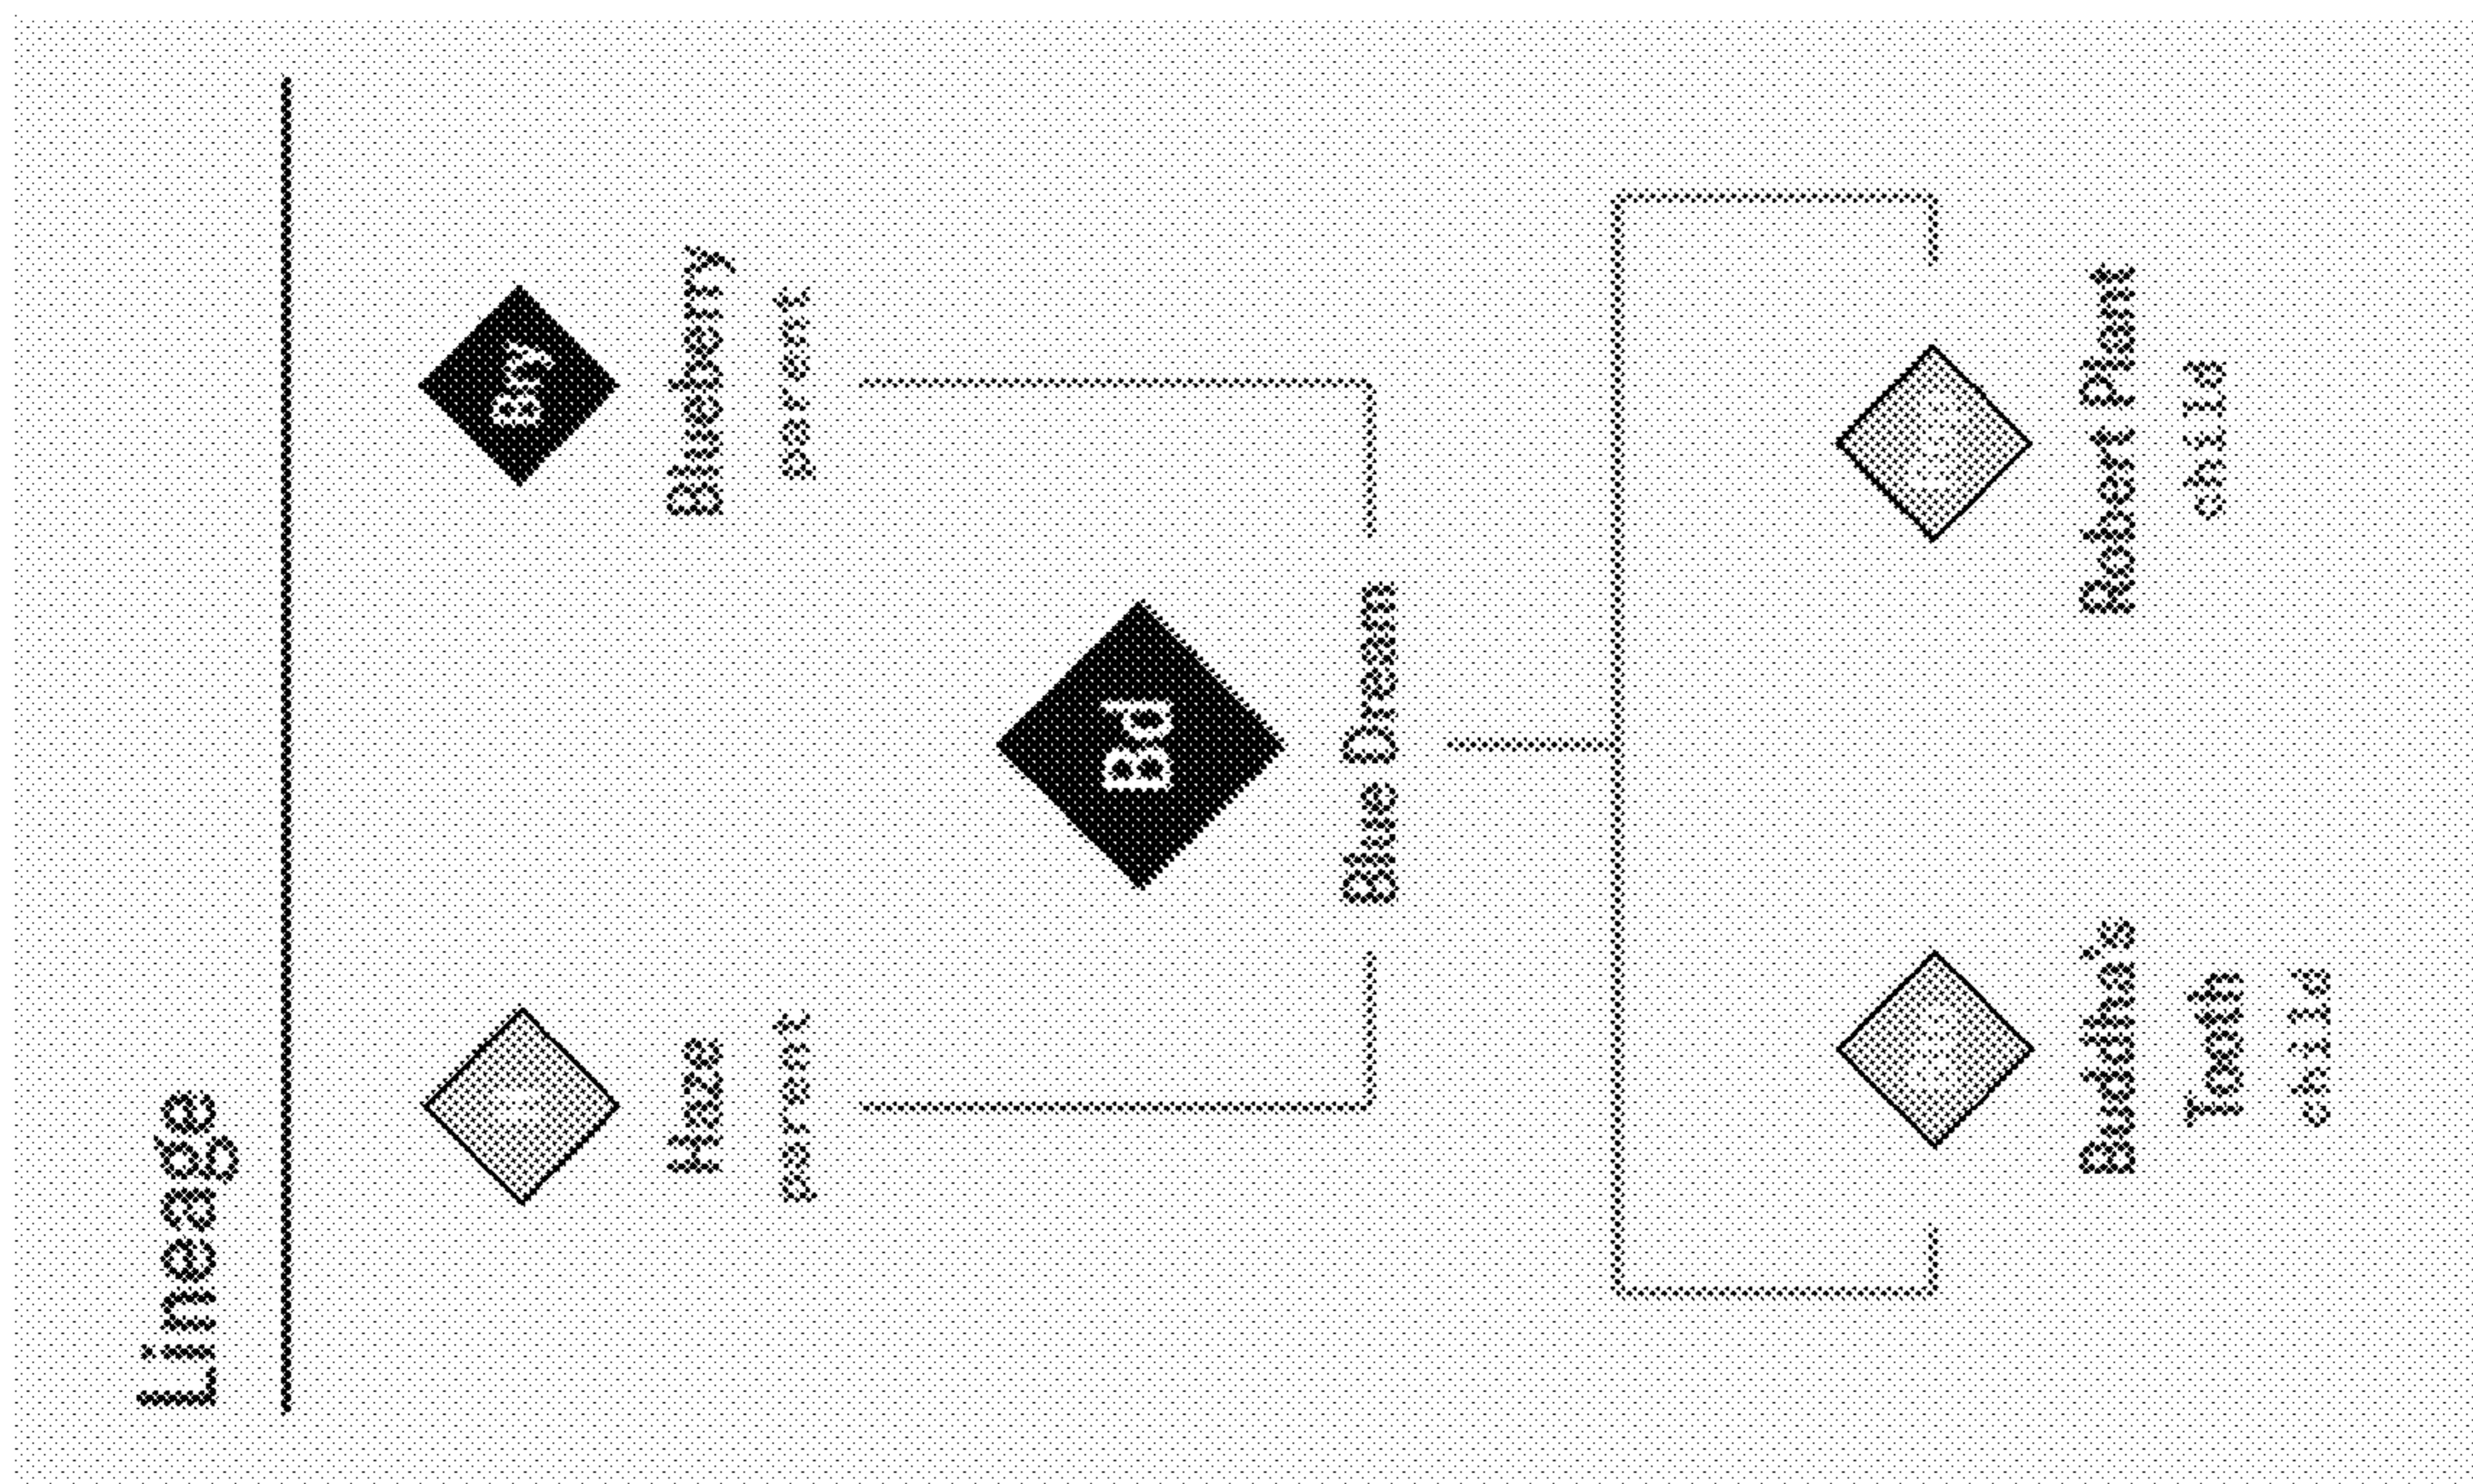 Lineage
Haze
parent
Bry
Blueberry
parent
Bd
Blue Dream
Buddha's
Tooth
child
Robert Plant
child